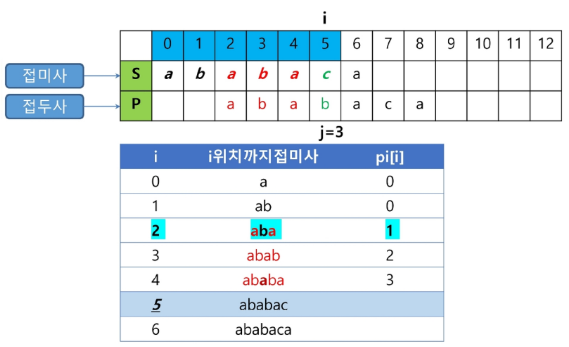 i
0 1 2 3 4 5 6 7 8 9 10 11 12
접미사 S a b a b a c a
접두사 P a b a b a c a
j=3
i i위치까지접미사 pi[i]
0 a 0
1 ab 0
2 aba 1
3 abab 2
4 ababa 3
5 ababac
6 ababaca